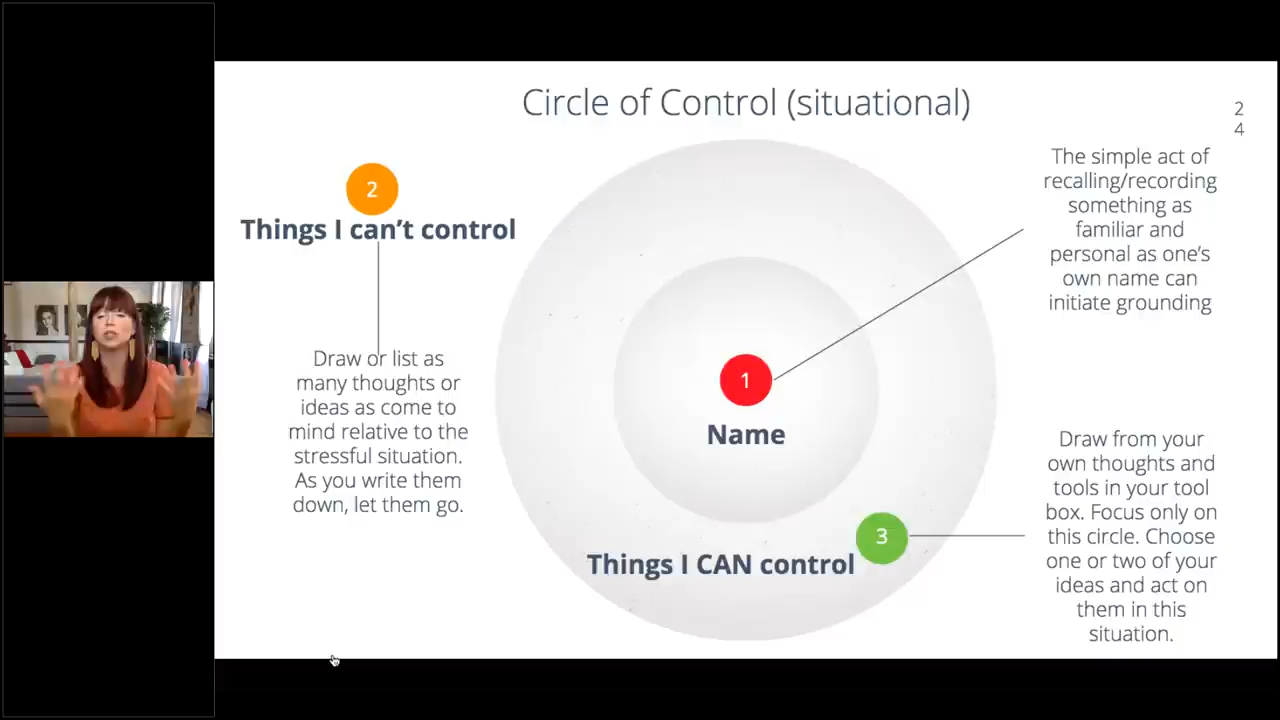 Circle of Control (situational)
2
4
2
Things I can't control
Draw or list as
many thoughts or
ideas as come to
mind relative to the
stressful situation.
As you write them
down, let them go.
1
Name
The simple act of
recalling/recording
something as
familiar and
personal as one's
own name can
initiate grounding
3
Things I CAN control
Draw from your
own thoughts and
tools in your tool
box. Focus only on
this circle. Choose
one or two of your
ideas and act on
them in this
situation.